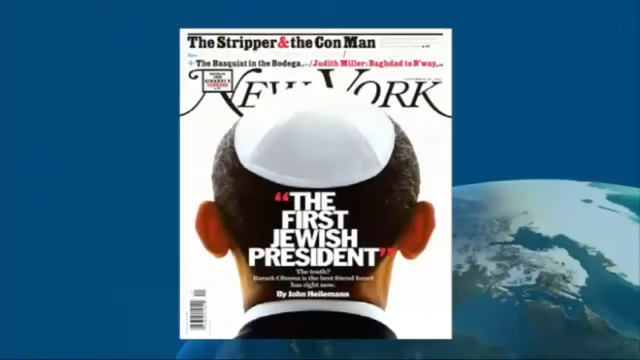 The Stripper & the Con Man
+ The Basquiat in the Bodega / Judith Miller: Baghdad to B'way
NEW YORK
“THE
FIRST
JEWISH
PRESIDENT”
The truth?
Barack Obama is the best friend Israel
has right now.
By John Heilemann